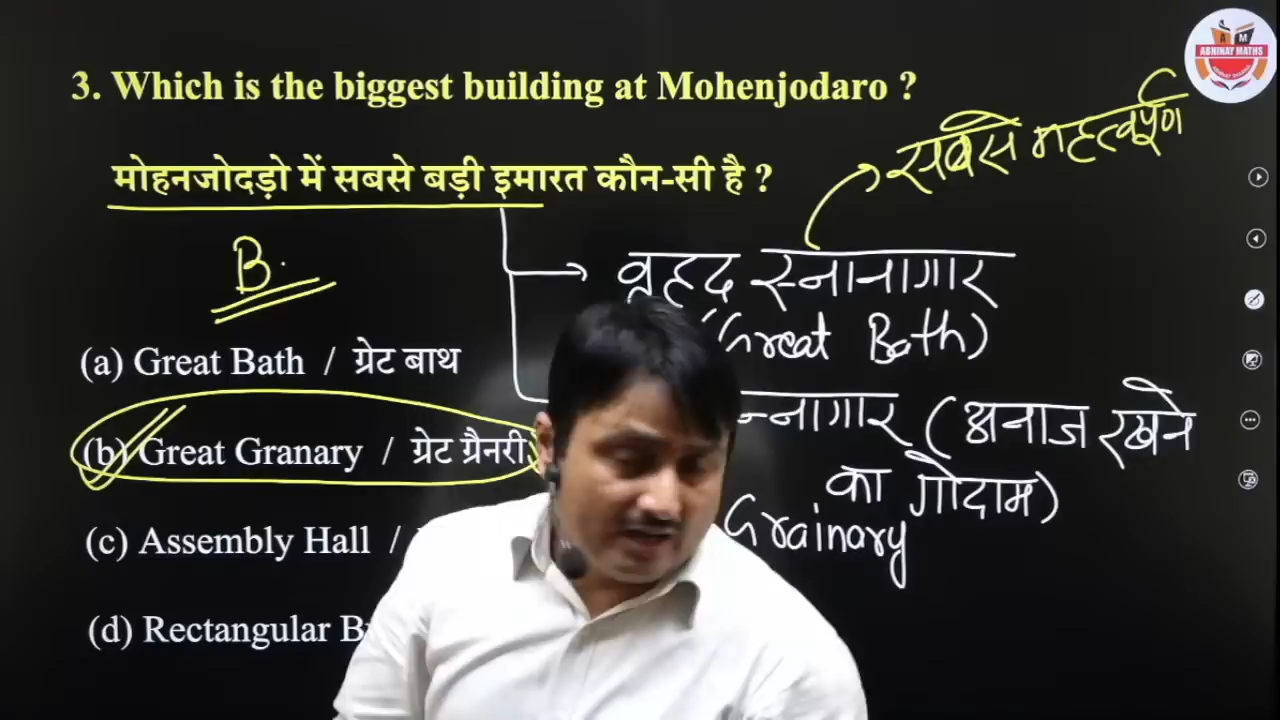 ABHINAY MATHS
3. Which is the biggest building at Mohenjodaro ?
सबसे महत्वपूर्ण
मोहनजोदड़ो में सबसे बड़ी इमारत कौन-सी है ?
B.
वृहद स्नानागार
(Great Bath)
(a) Great Bath / ग्रेट बाथ
न्नागार (अनाज रखने
(b) Great Granary / ग्रेट ग्रैनरी
का गोदाम)
Grainary
(c) Assembly Hall /
(d) Rectangular B